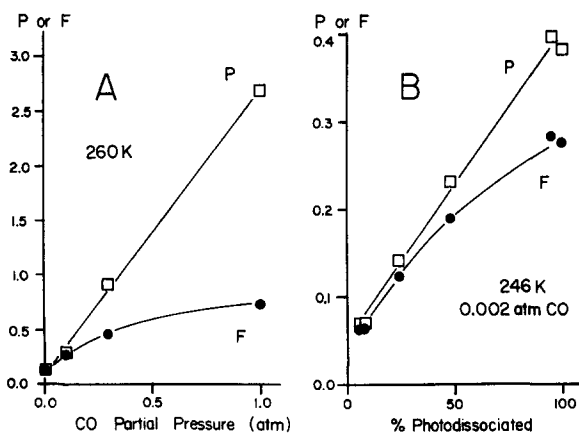 P or F
3.0
2.5
2.0
1.5
1.0
0.5
0.0
A
260 K
P
F
0.0
0.5
1.0
CO Partial Pressure (atm)
P or F
0.4
0.3
0.2
0.1
0.0
B
P
F
246 K
0.002 atm CO
0
50
100
% Photodissociated